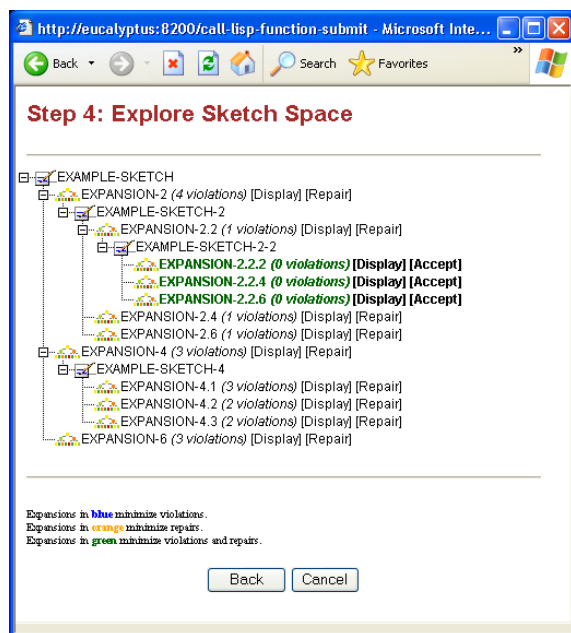 http://eucalyptus:8200/call-lisp-function-submit - Microsoft Inte...
Back Search Favorites »
Step 4: Explore Sketch Space
EXAMPLE-SKETCH
EXPANSION-2 (4 violations) [Display] [Repair]
EXAMPLE-SKETCH-2
EXPANSION-2.2 (1 violations) [Display] [Repair]
EXAMPLE-SKETCH-2-2
EXPANSION-2.2.2 (0 violations) [Display] [Accept]
EXPANSION-2.2.4 (0 violations) [Display] [Accept]
EXPANSION-2.2.6 (0 violations) [Display] [Accept]
EXPANSION-2.4 (1 violations) [Display] [Repair]
EXPANSION-2.6 (1 violations) [Display] [Repair]
EXPANSION-4 (3 violations) [Display] [Repair]
EXAMPLE-SKETCH-4
EXPANSION-4.1 (3 violations) [Display] [Repair]
EXPANSION-4.2 (2 violations) [Display] [Repair]
EXPANSION-4.3 (2 violations) [Display] [Repair]
EXPANSION-6 (3 violations) [Display] [Repair]
Expansions in blue minimize violations.
Expansions in orange minimize repairs.
Expansions in green minimize violations and repairs.
Back Cancel